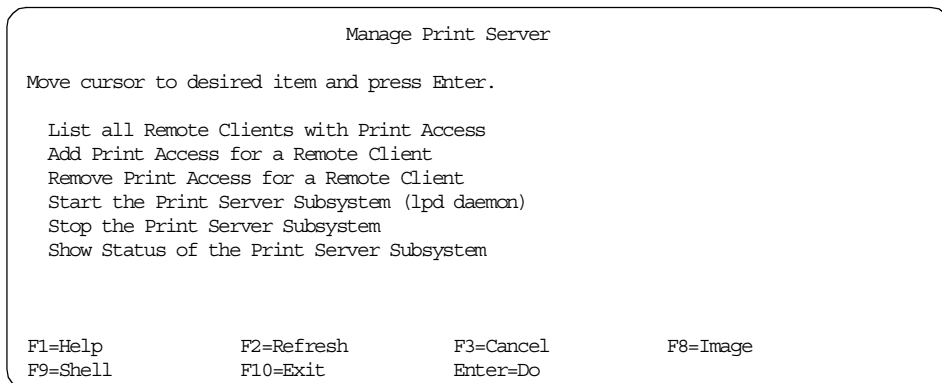 Manage Print Server
Move cursor to desired item and press Enter.
List all Remote Clients with Print Access
Add Print Access for a Remote Client
Remove Print Access for a Remote Client
Start the Print Server Subsystem (lpd daemon)
Stop the Print Server Subsystem
Show Status of the Print Server Subsystem
F1=Help F2=Refresh F3=Cancel F8=Image
F9=Shell F10=Exit Enter=Do